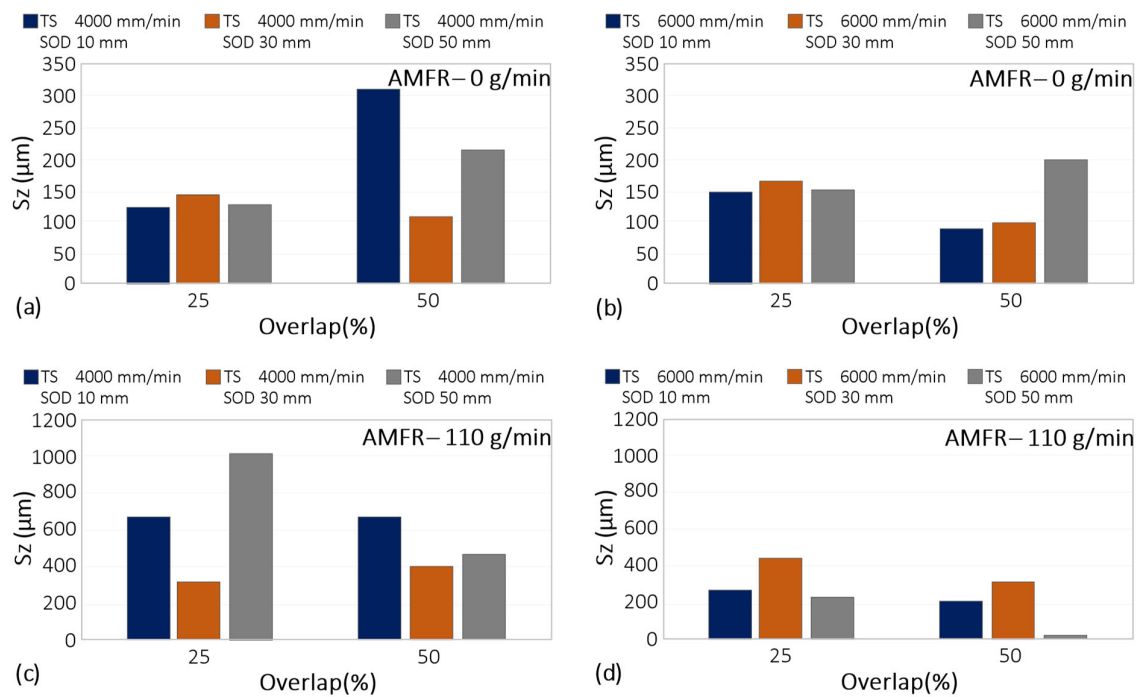 TS 4000 mm/min TS 4000 mm/min TS 4000 mm/min
SOD 10 mm SOD 30 mm SOD 50 mm
AMFR– 0 g/min
350
300
250
200
150
100
50
0
Sz (µm)
25 50
(a)
Overlap(%)
TS 6000 mm/min TS 6000 mm/min TS 6000 mm/min
SOD 10 mm SOD 30 mm SOD 50 mm
AMFR– 0 g/min
350
300
250
200
150
100
50
0
Sz (µm)
25 50
(b)
Overlap(%)
TS 4000 mm/min TS 4000 mm/min TS 4000 mm/min
SOD 10 mm SOD 30 mm SOD 50 mm
AMFR– 110 g/min
1200
1000
800
600
400
200
0
Sz (µm)
25 50
(c)
Overlap(%)
TS 6000 mm/min TS 6000 mm/min TS 6000 mm/min
SOD 10 mm SOD 30 mm SOD 50 mm
AMFR– 110 g/min
1200
1000
800
600
400
200
0
Sz (µm)
25 50
(d)
Overlap(%)